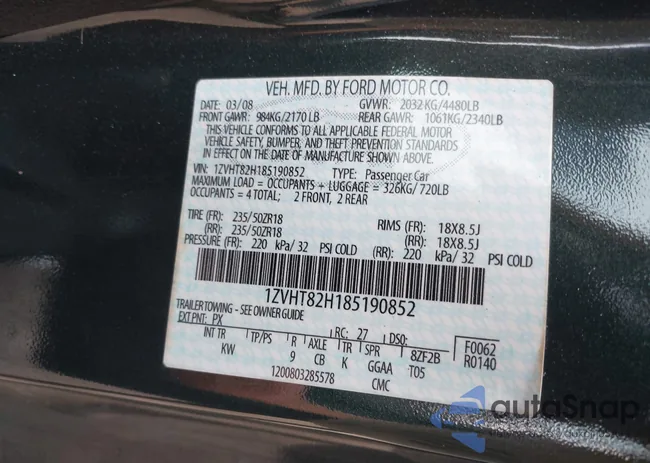 VEH. MFD. BY FORD MOTOR CO.
DATE: 03/08 GVWR: 2032 KG/4480LB
FRONT GAWR: 984KG/2170 LB REAR GAWR: 1061KG/2340LB
THIS VEHICLE CONFORMS TO ALL APPLICABLE FEDERAL MOTOR
VEHICLE SAFETY, BUMPER, AND THEFT PREVENTION STANDARDS
IN EFFECT ON THE DATE OF MANUFACTURE SHOWN ABOVE.
VIN: 1ZVHT82H185190852 TYPE: Passenger Car
MAXIMUM LOAD = OCCUPANTS + LUGGAGE = 326KG/720LB
OCCUPANTS = 4 TOTAL: 2 FRONT, 2 REAR
TIRE (FR): 235/50ZR18 RIMS (FR): 18X8.5J
(RR): 235/50ZR18 (RR): 18X8.5J
PRESSURE (FR): 220 kPa/32 PSI COLD (RR): 220 kPa/32 PSI COLD
1ZVHT82H185190852
TRAILER TOWING - SEE OWNER GUIDE
EXT PNT: PX RC: 27 DSO: F0062
INT TR TP/PS R AXLE TR SPR 8ZF2B R0140
KW 9 CB K GGAA T05
1200803285578 CMC
autoSnap